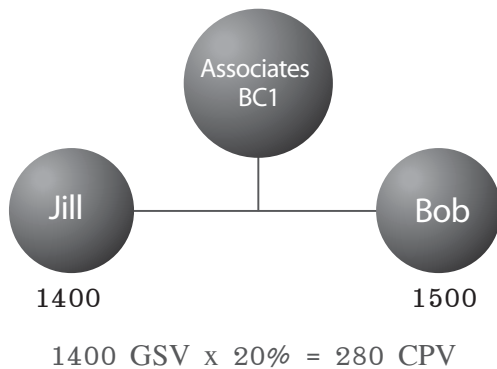 Associates
BC1
Jill
Bob
1400
1500
1400 GSV x 20% = 280 CPV